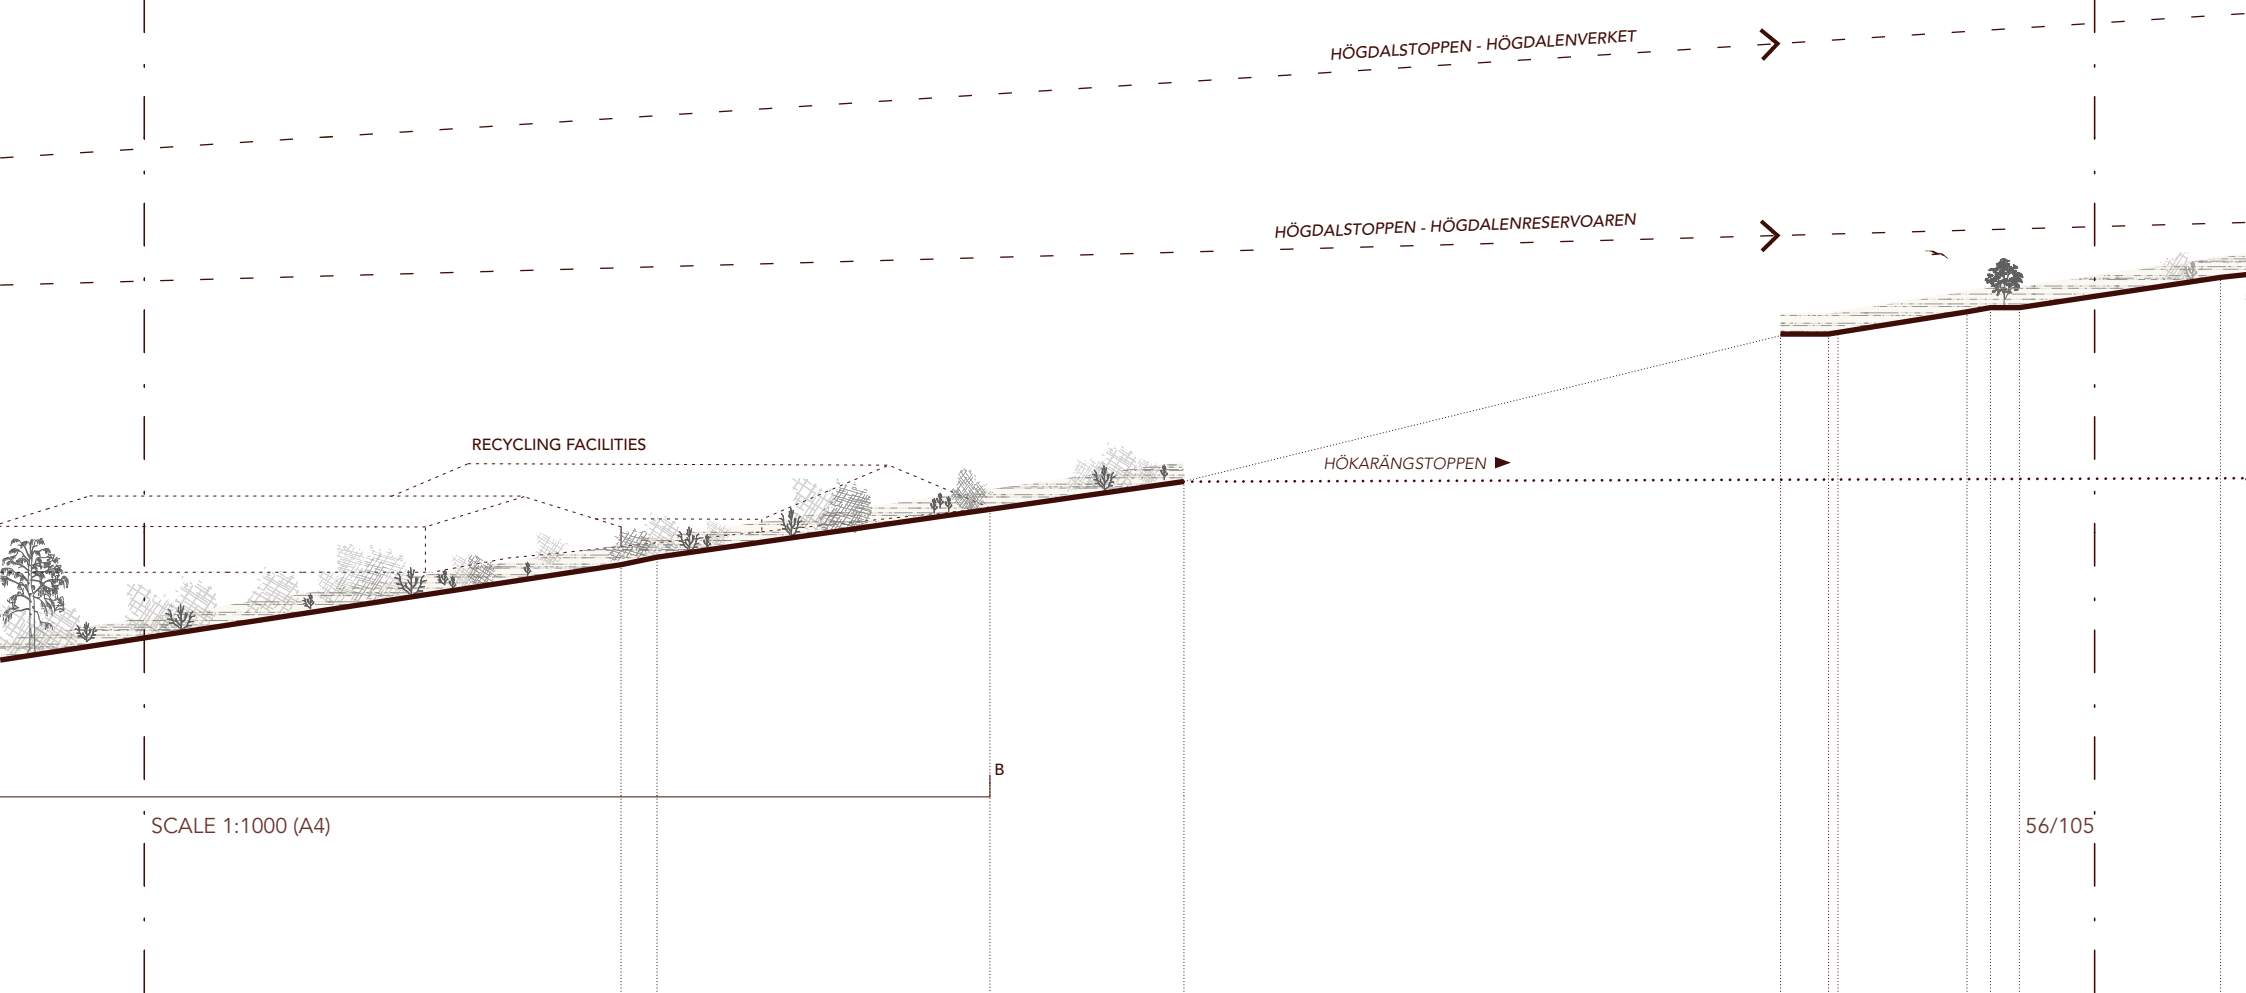 HÖGDALSTOPPEN - HÖGDALENVERKET
HÖGDALSTOPPEN - HÖGDALENRESERVOAREN
RECYCLING FACILITIES
HÖKARÄNGSTOPPEN
B
SCALE 1:1000 (A4)
56/105